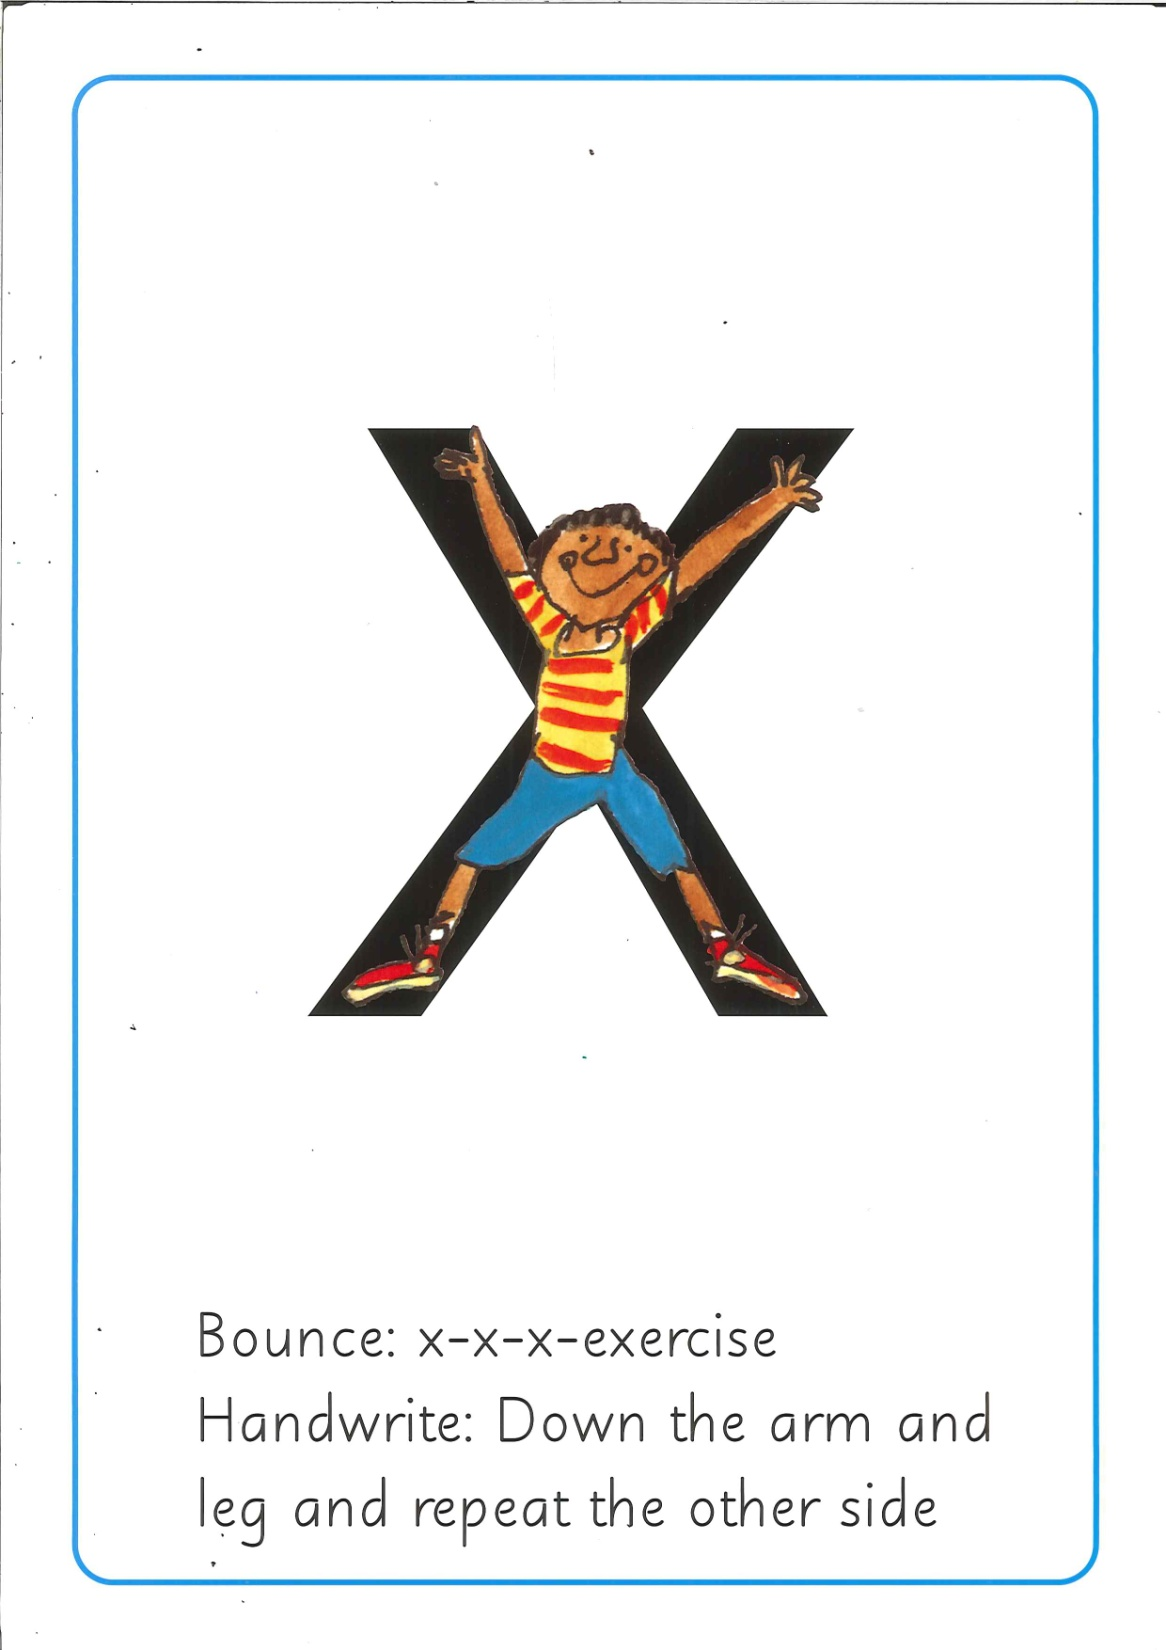 x
Bounce: x-x-x-exercise
Handwrite: Down the arm and
leg and repeat the other side